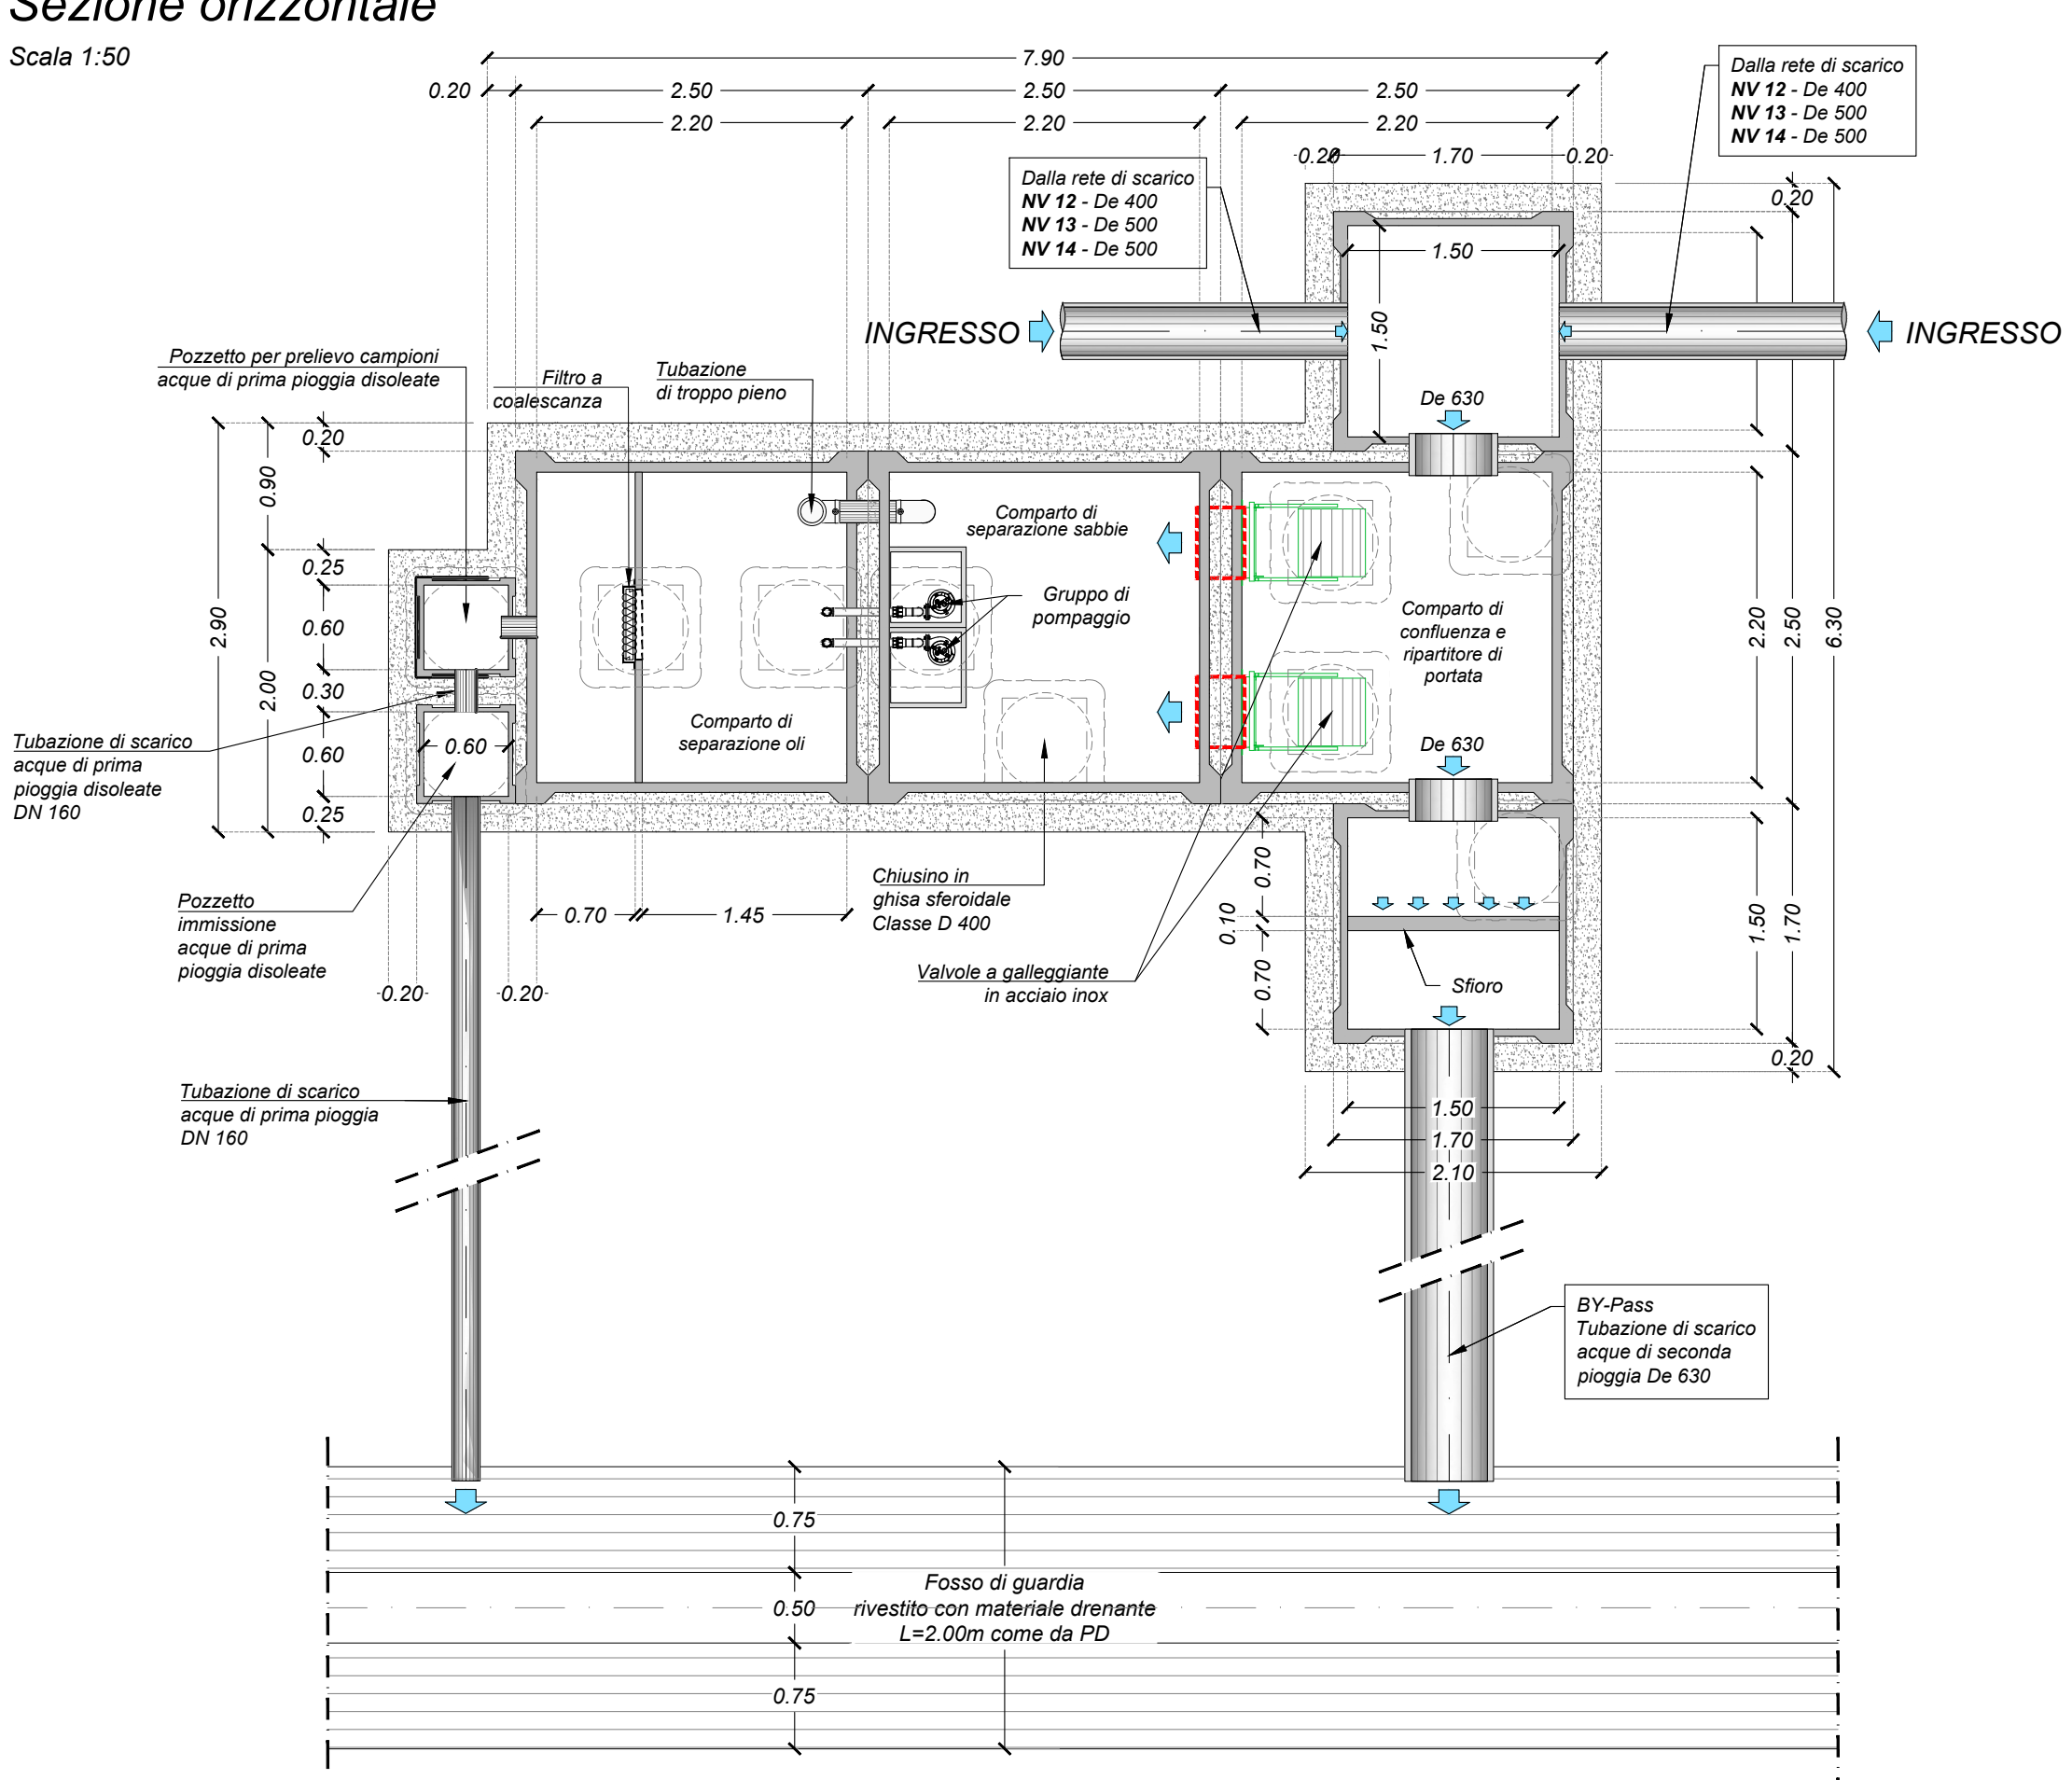 Sezione orizzontale
Scala 1:50
7.90
0.20
2.50
2.50
2.50
2.20
2.20
2.20
0.20
1.70
0.20
Dalla rete di scarico
NV 12 - De 400
NV 13 - De 500
NV 14 - De 500
Dalla rete di scarico
NV 12 - De 400
NV 13 - De 500
NV 14 - De 500
0.20
1.50
1.50
INGRESSO
INGRESSO
De 630
Pozzetto per prelievo campioni
acque di prima pioggia disoleate
Filtro a
coalescanza
Tubazione
di troppo pieno
0.20
0.90
0.25
0.60
2.90
2.00
0.30
0.60
0.60
0.25
Comparto di
separazione sabbie
Gruppo di
pompaggio
Comparto di
confluenza e
ripartitore di
portata
Comparto di
separazione oli
De 630
2.20
2.50
6.30
Tubazione di scarico
acque di prima
pioggia disoleate
DN 160
Pozzetto
immissione
acque di prima
pioggia disoleate
0.70
1.45
0.20
0.20
Chiusino in
ghisa sferoidale
Classe D 400
Valvole a galleggiante
in acciaio inox
0.70
0.10
0.70
Sfioro
1.50
1.70
0.20
Tubazione di scarico
acque di prima pioggia
DN 160
1.50
1.70
2.10
BY-Pass
Tubazione di scarico
acque di seconda
pioggia De 630
0.75
0.50
0.75
Fosso di guardia
rivestito con materiale drenante
L=2.00m come da PD